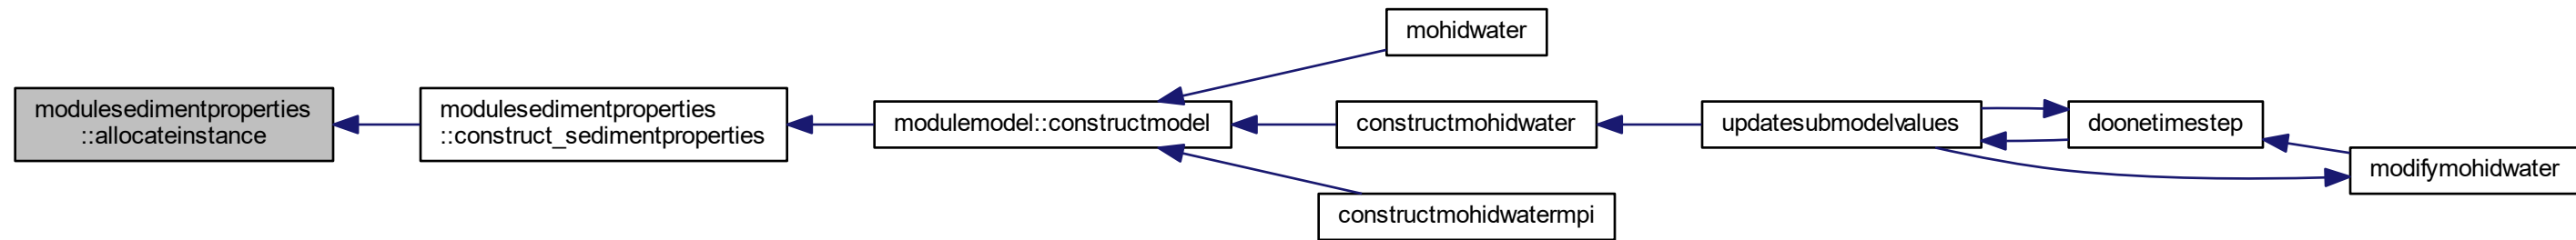 modulesedimentproperties
::allocateinstance
modulesedimentproperties
::construct_sedimentproperties
modulemodel::constructmodel
mohidwater
constructmohidwater
constructmohidwatermpi
updatesubmodelvalues
doonetimestep
modifymohidwater